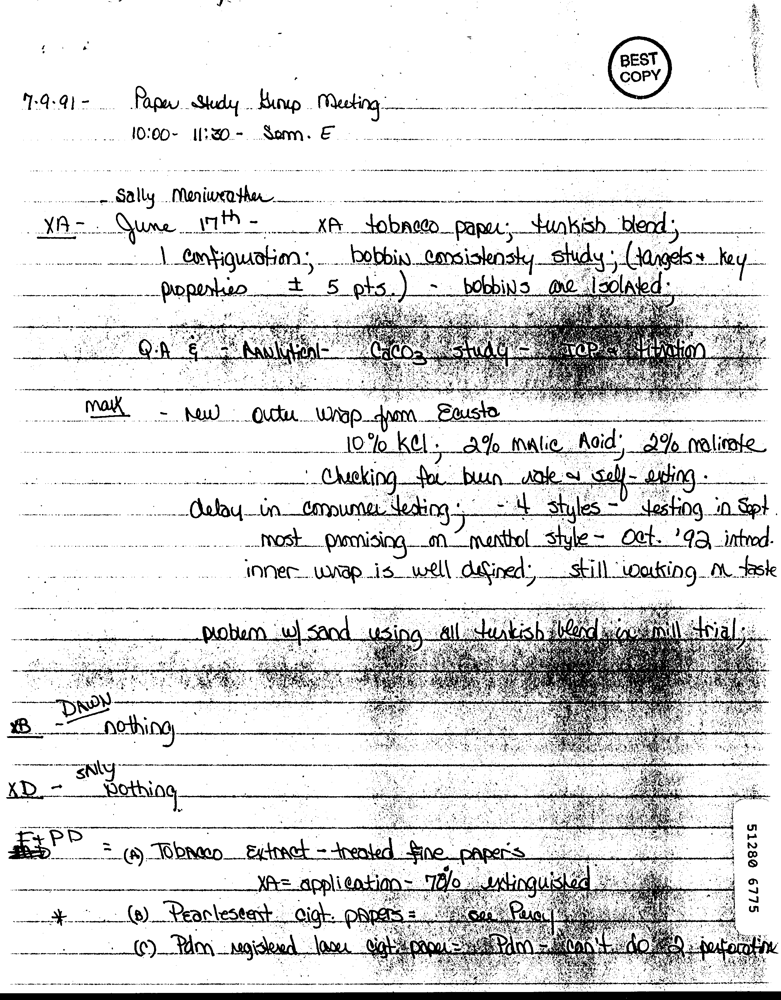 BEST
COPY
7-9-91 - Paper Study Group Meeting
10:00 - 11:30 - Sem. E
- Sally Meriweather
XA - June 17th - XA tobacco paper; turkish blend;
1 configuration; bobbin consistensty study; (targets + key
properties ± 5 pts.) - bobbins are isolated;
Q.A & - Analytical - CaCO3 study - ICP & titration
mark - new outer wrap from Ecusta
10% KCl; 2% malic Acid; 2% malinate
checking for burn rate & self-exting.
delay in consumer testing; - 4 styles - testing in Sept.
most promising on menthol style - Oct. '92 introd.
inner wrap is well defined; still working on taste
problem w/ sand using all turkish blend in mill trial;
DAWN
XB - nothing
SAlly
XD - nothing
F+PD = (A) Tobacco Extract - treated fine papers
XA = application - 70% extinguished
* (B) Pearlescent cigt. papers = see Percy
(C) Pdm registered laser cigt. paper = Pdm - can't do 2 perforation
51280 6775